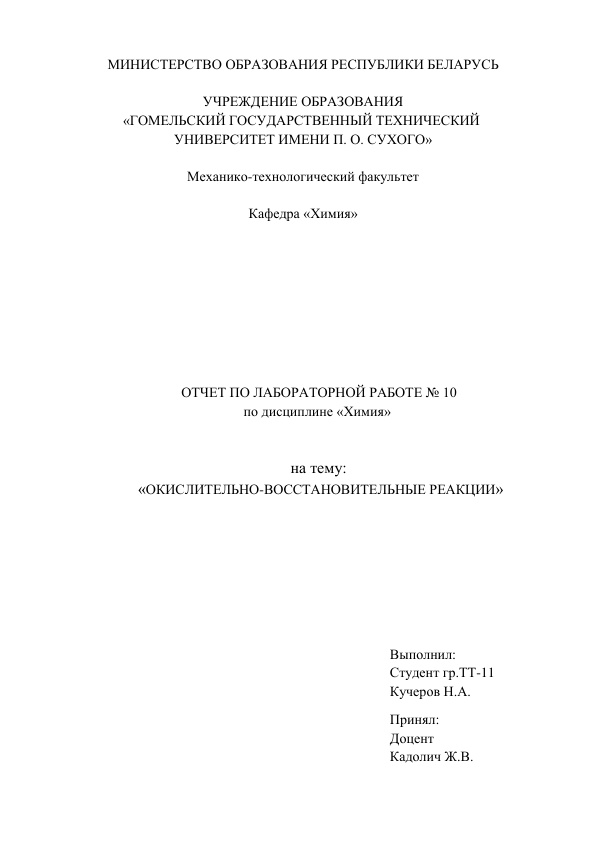 МИНИСТЕРСТВО ОБРАЗОВАНИЯ РЕСПУБЛИКИ БЕЛАРУСЬ
УЧРЕЖДЕНИЕ ОБРАЗОВАНИЯ
«ГОМЕЛЬСКИЙ ГОСУДАРСТВЕННЫЙ ТЕХНИЧЕСКИЙ
УНИВЕРСИТЕТ ИМЕНИ П. О. СУХОГО»
Механико-технологический факультет
Кафедра «Химия»
ОТЧЕТ ПО ЛАБОРАТОРНОЙ РАБОТЕ № 10
по дисциплине «Химия»
на тему:
«ОКИСЛИТЕЛЬНО-ВОССТАНОВИТЕЛЬНЫЕ РЕАКЦИИ»
Выполнил:
Студент гр.ТТ-11
Кучеров Н.А.
Принял:
Доцент
Кадолич Ж.В.